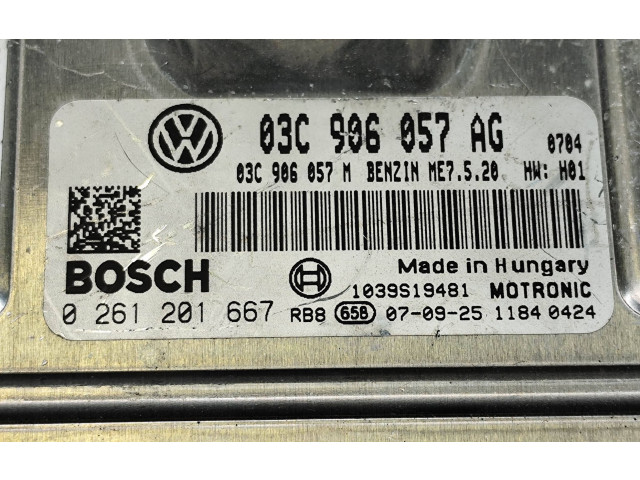 03C 906 057 AG 0704
03C 906 057 M BENZIN ME7.5.20 HW: H01
BOSCH Made in Hungary
1039S19481 MOTRONIC
0 261 201 667 RB8 658 07-09-25 1184 0424